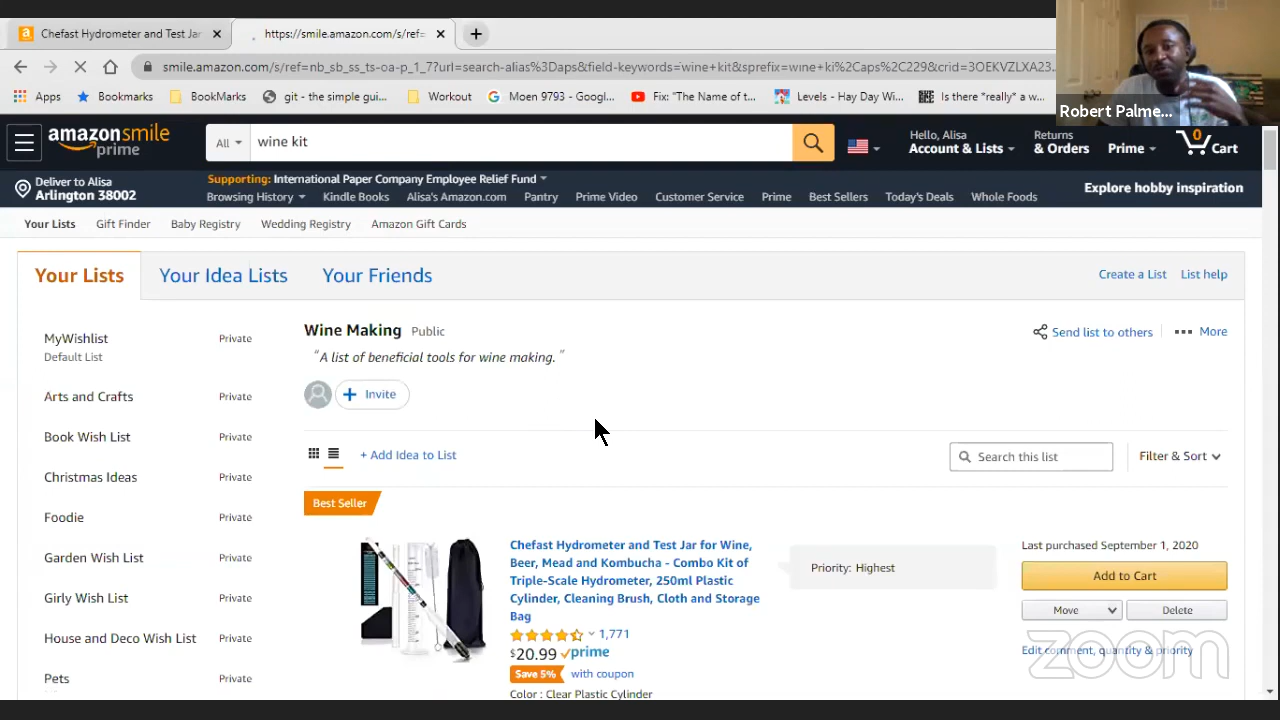 Chefast Hydrometer and Test Jar
https://smile.amazon.com/s/ref=
smile.amazon.com/s/ref=nb_sb_ss_ts-oa-p_1_7?url=search-alias%3Daps&field-keywords=wine+kit&sprefix=wine+ki%2Caps%2C229&crid=3OEKVZLXA23...
Apps
Bookmarks
BookMarks
git - the simple gui...
Workout
Moen 9793 - Googl...
Fix: "The Name of t...
Levels - Hay Day Wi...
Is there *really* a w...
Robert Palme...
amazonsmile
prime
All
wine kit
Hello, Alisa
Account & Lists
Returns
& Orders
Prime
0
Cart
Deliver to Alisa
Arlington 38002
Supporting: International Paper Company Employee Relief Fund
Browsing History
Kindle Books
Alisa's Amazon.com
Pantry
Prime Video
Customer Service
Prime
Best Sellers
Today's Deals
Whole Foods
Explore hobby inspiration
Your Lists
Gift Finder
Baby Registry
Wedding Registry
Amazon Gift Cards
Your Lists
Your Idea Lists
Your Friends
Create a List
List help
MyWishlist
Private
Default List
Arts and Crafts
Private
Book Wish List
Private
Christmas Ideas
Private
Foodie
Private
Garden Wish List
Private
Girly Wish List
Private
House and Deco Wish List
Private
Pets
Private
Wine Making
Public
"A list of beneficial tools for wine making."
Send list to others
More
+ Invite
+ Add Idea to List
Search this list
Filter & Sort
Best Seller
Chefast Hydrometer and Test Jar for Wine,
Beer, Mead and Kombucha - Combo Kit of
Triple-Scale Hydrometer, 250ml Plastic
Cylinder, Cleaning Brush, Cloth and Storage
Bag
1,771
$20.99 prime
Save 5% with coupon
Color : Clear Plastic Cylinder
Priority: Highest
Last purchased September 1, 2020
Add to Cart
Move
Delete
Edit comment, quantity & priority
zoom